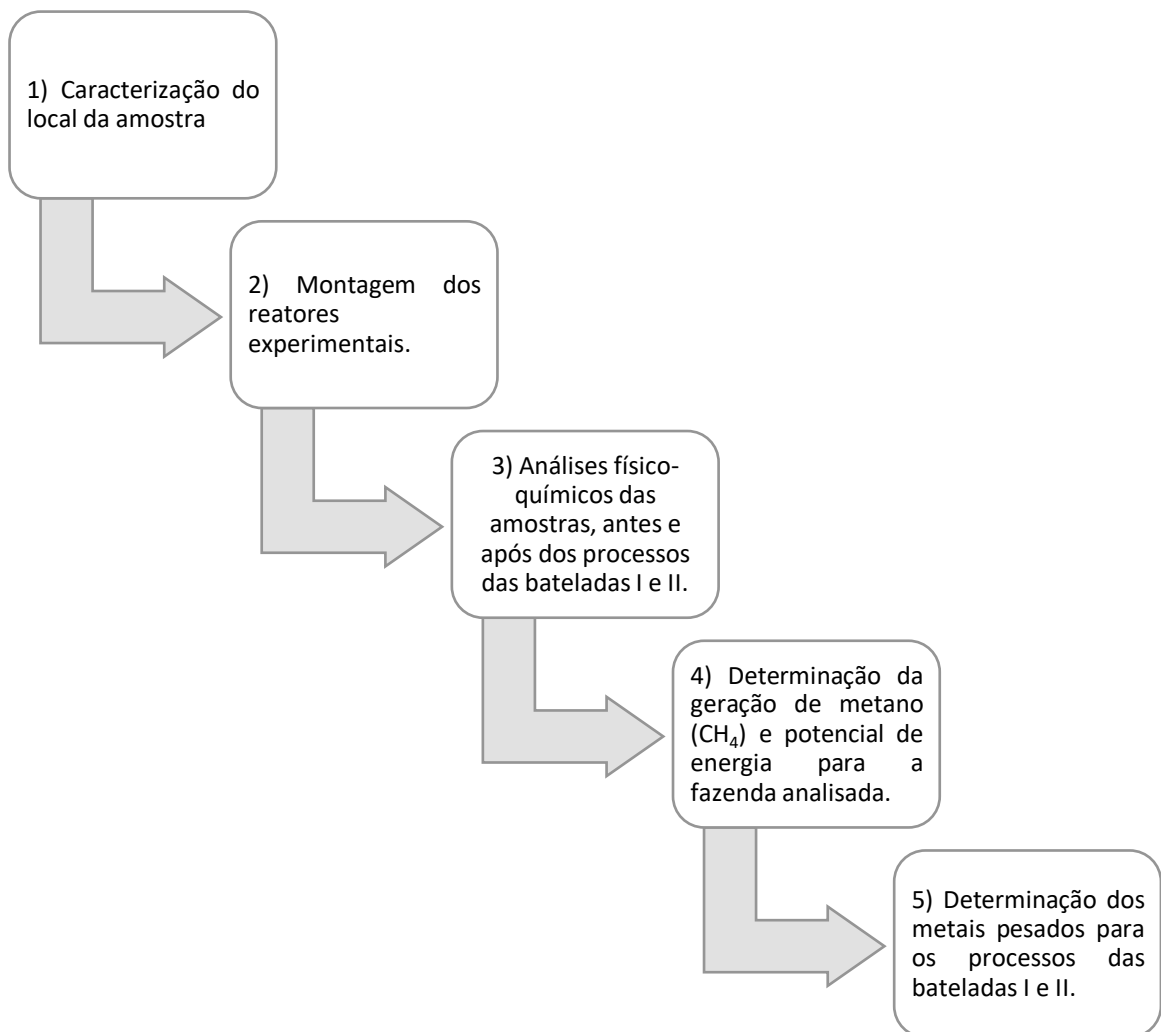 1) Caracterização do
local da amostra
2) Montagem dos
reatores
experimentais.
3) Análises físico-
químicos das
amostras, antes e
após dos processos
das bateladas I e II.
4) Determinação da
geração de metano
(CH₄) e potencial de
energia para a
fazenda analisada.
5) Determinação dos
metais pesados para
os processos das
bateladas I e II.